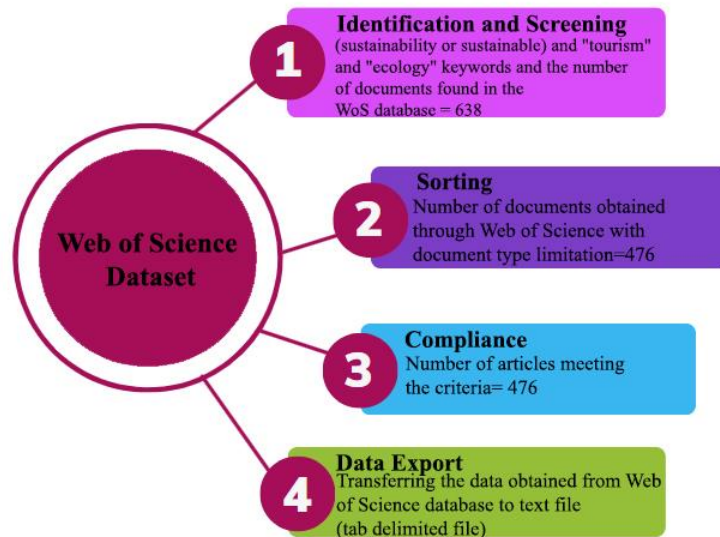 Web of Science
Dataset
1
Identification and Screening
(sustainability or sustainable) and "tourism"
and "ecology" keywords and the number
of documents found in the
WoS database = 638
2
Sorting
Number of documents obtained
through Web of Science with
document type limitation=476
3
Compliance
Number of articles meeting
the criteria= 476
4
Data Export
Transferring the data obtained from Web
of Science database to text file
(tab delimited file)